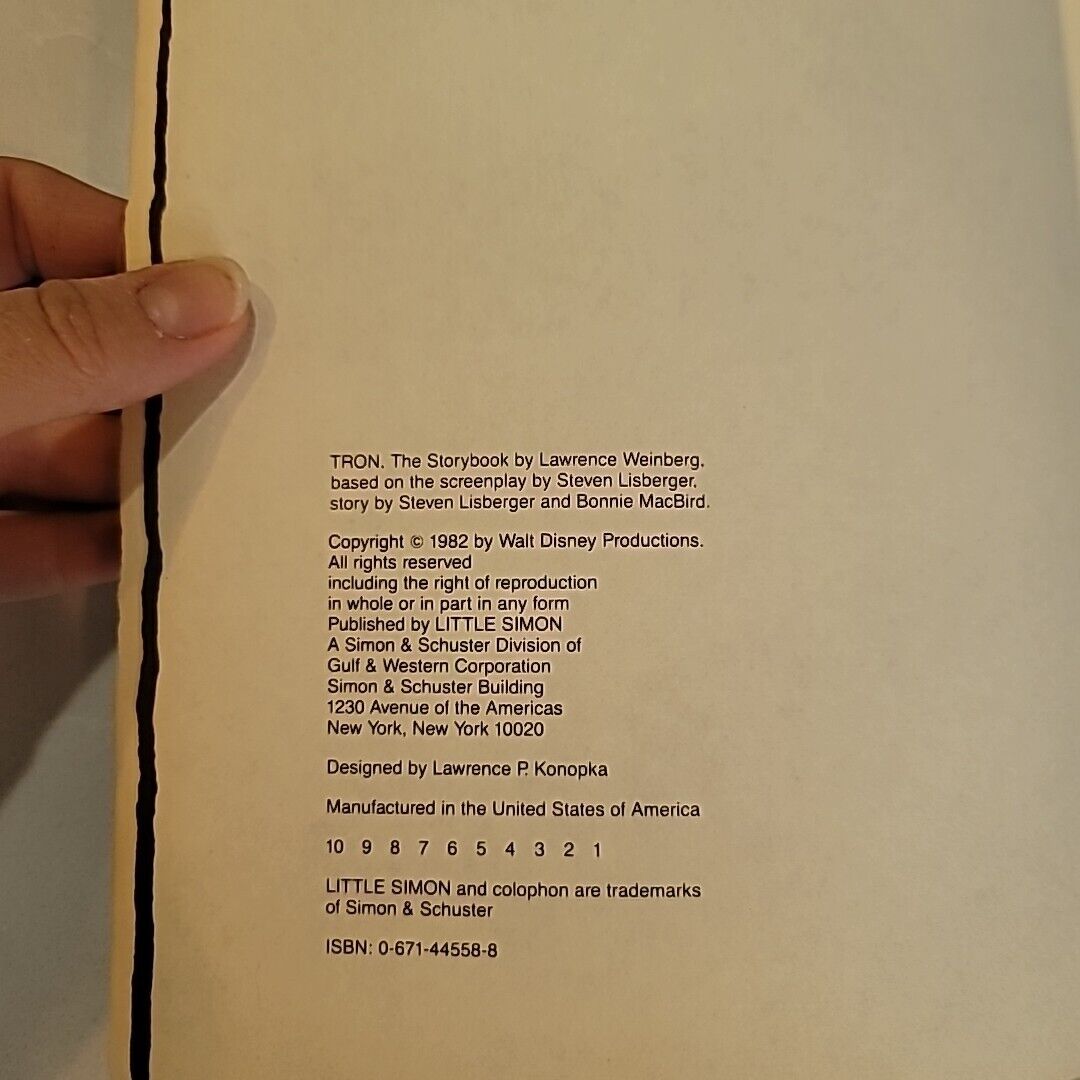 TRON. The Storybook by Lawrence Weinberg,
based on the screenplay by Steven Lisberger,
story by Steven Lisberger and Bonnie MacBird.
Copyright © 1982 by Walt Disney Productions.
All rights reserved
including the right of reproduction
in whole or in part in any form
Published by LITTLE SIMON
A Simon & Schuster Division of
Gulf & Western Corporation
Simon & Schuster Building
1230 Avenue of the Americas
New York, New York 10020
Designed by Lawrence P. Konopka
Manufactured in the United States of America
10 9 8 7 6 5 4 3 2 1
LITTLE SIMON and colophon are trademarks
of Simon & Schuster
ISBN: 0-671-44558-8